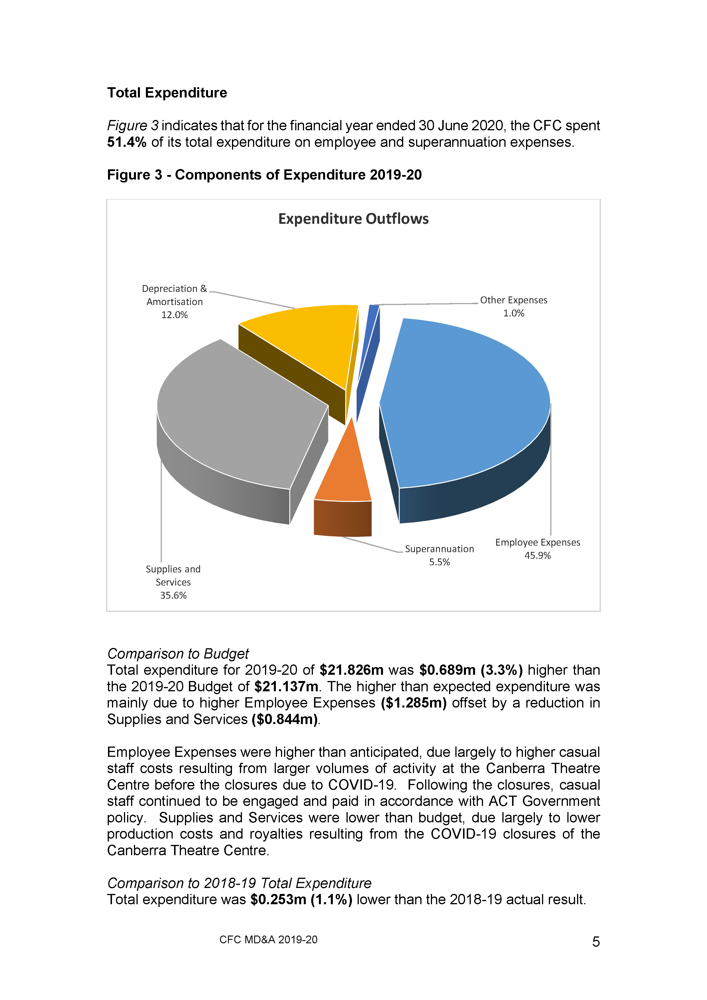 Total Expenditure
Figure 3 indicates that for the financial year ended 30 June 2020, the CFC spent
51.4% of its total expenditure on employee and superannuation expenses.
Figure 3 - Components of Expenditure 2019-20
Expenditure Outflows
Depreciation &
Amortisation
12.0%
Other Expenses
1.0%
Employee Expenses
45.9%
Superannuation
5.5%
Supplies and
Services
35.6%
Comparison to Budget
Total expenditure for 2019-20 of $21.826m was $0.689m (3.3%) higher than
the 2019-20 Budget of $21.137m. The higher than expected expenditure was
mainly due to higher Employee Expenses ($1.285m) offset by a reduction in
Supplies and Services ($0.844m).
Employee Expenses were higher than anticipated, due largely to higher casual
staff costs resulting from larger volumes of activity at the Canberra Theatre
Centre before the closures due to COVID-19. Following the closures, casual
staff continued to be engaged and paid in accordance with ACT Government
policy. Supplies and Services were lower than budget, due largely to lower
production costs and royalties resulting from the COVID-19 closures of the
Canberra Theatre Centre.
Comparison to 2018-19 Total Expenditure
Total expenditure was $0.253m (1.1%) lower than the 2018-19 actual result.
CFC MD&A 2019-20
5